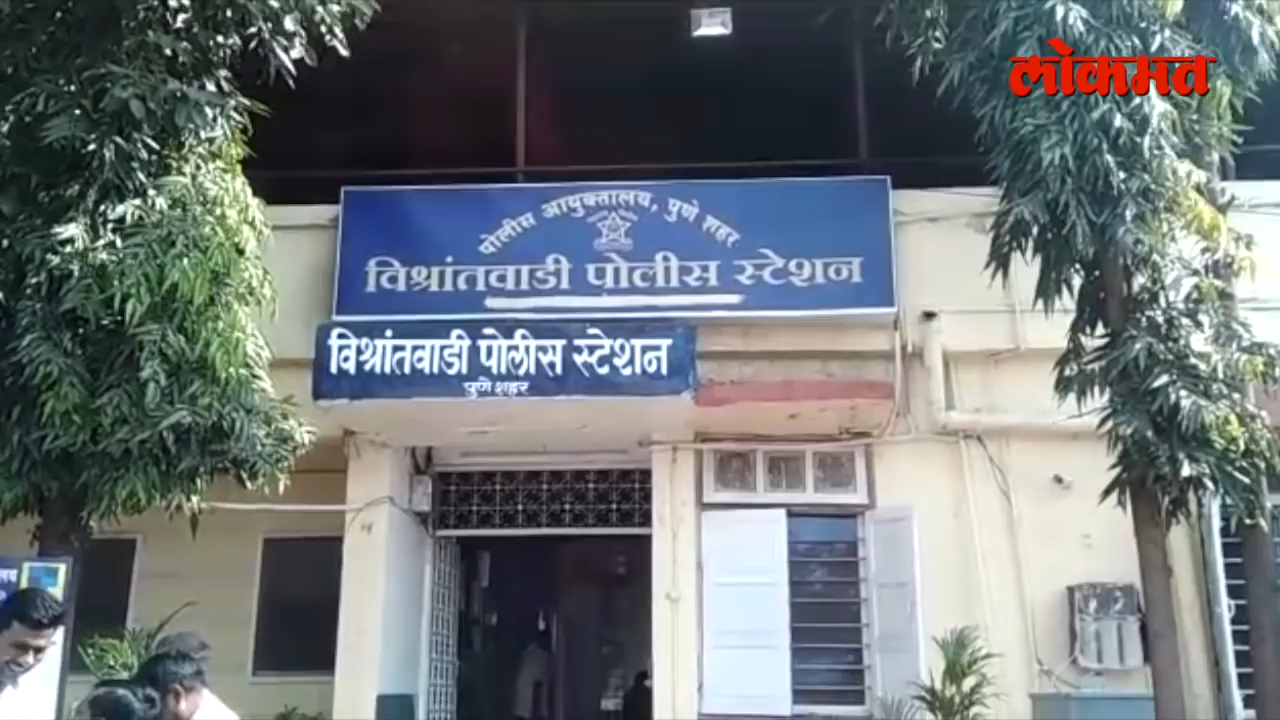 लोकमत
पोलीस आयुक्तालय, पुणे शहर
विश्रांतवाडी पोलीस स्टेशन
विश्रांतवाडी पोलीस स्टेशन
पुणे शहर